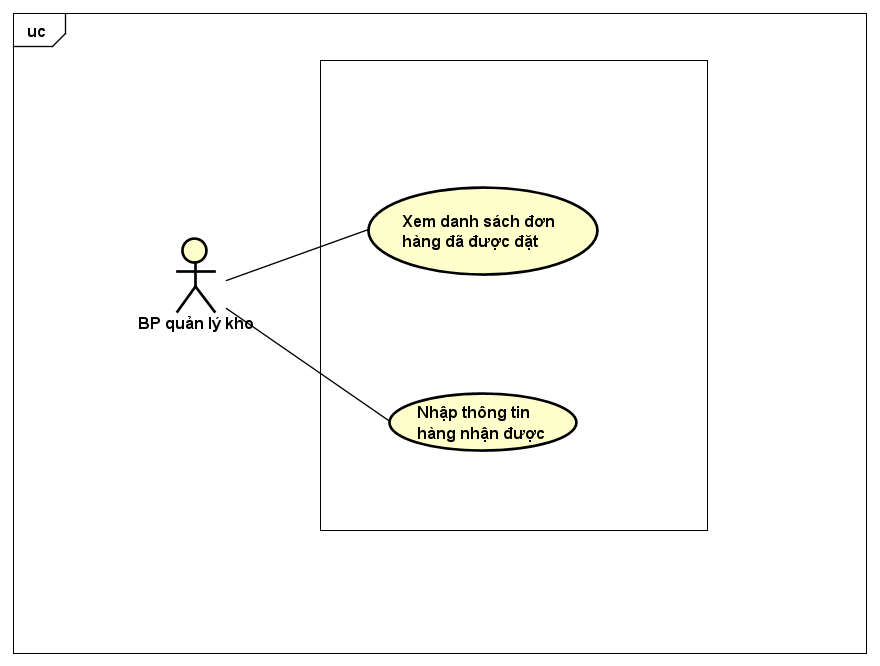 uc
Xem danh sách đơn
hàng đã được đặt
BP quản lý kho
Nhập thông tin
hàng nhận được